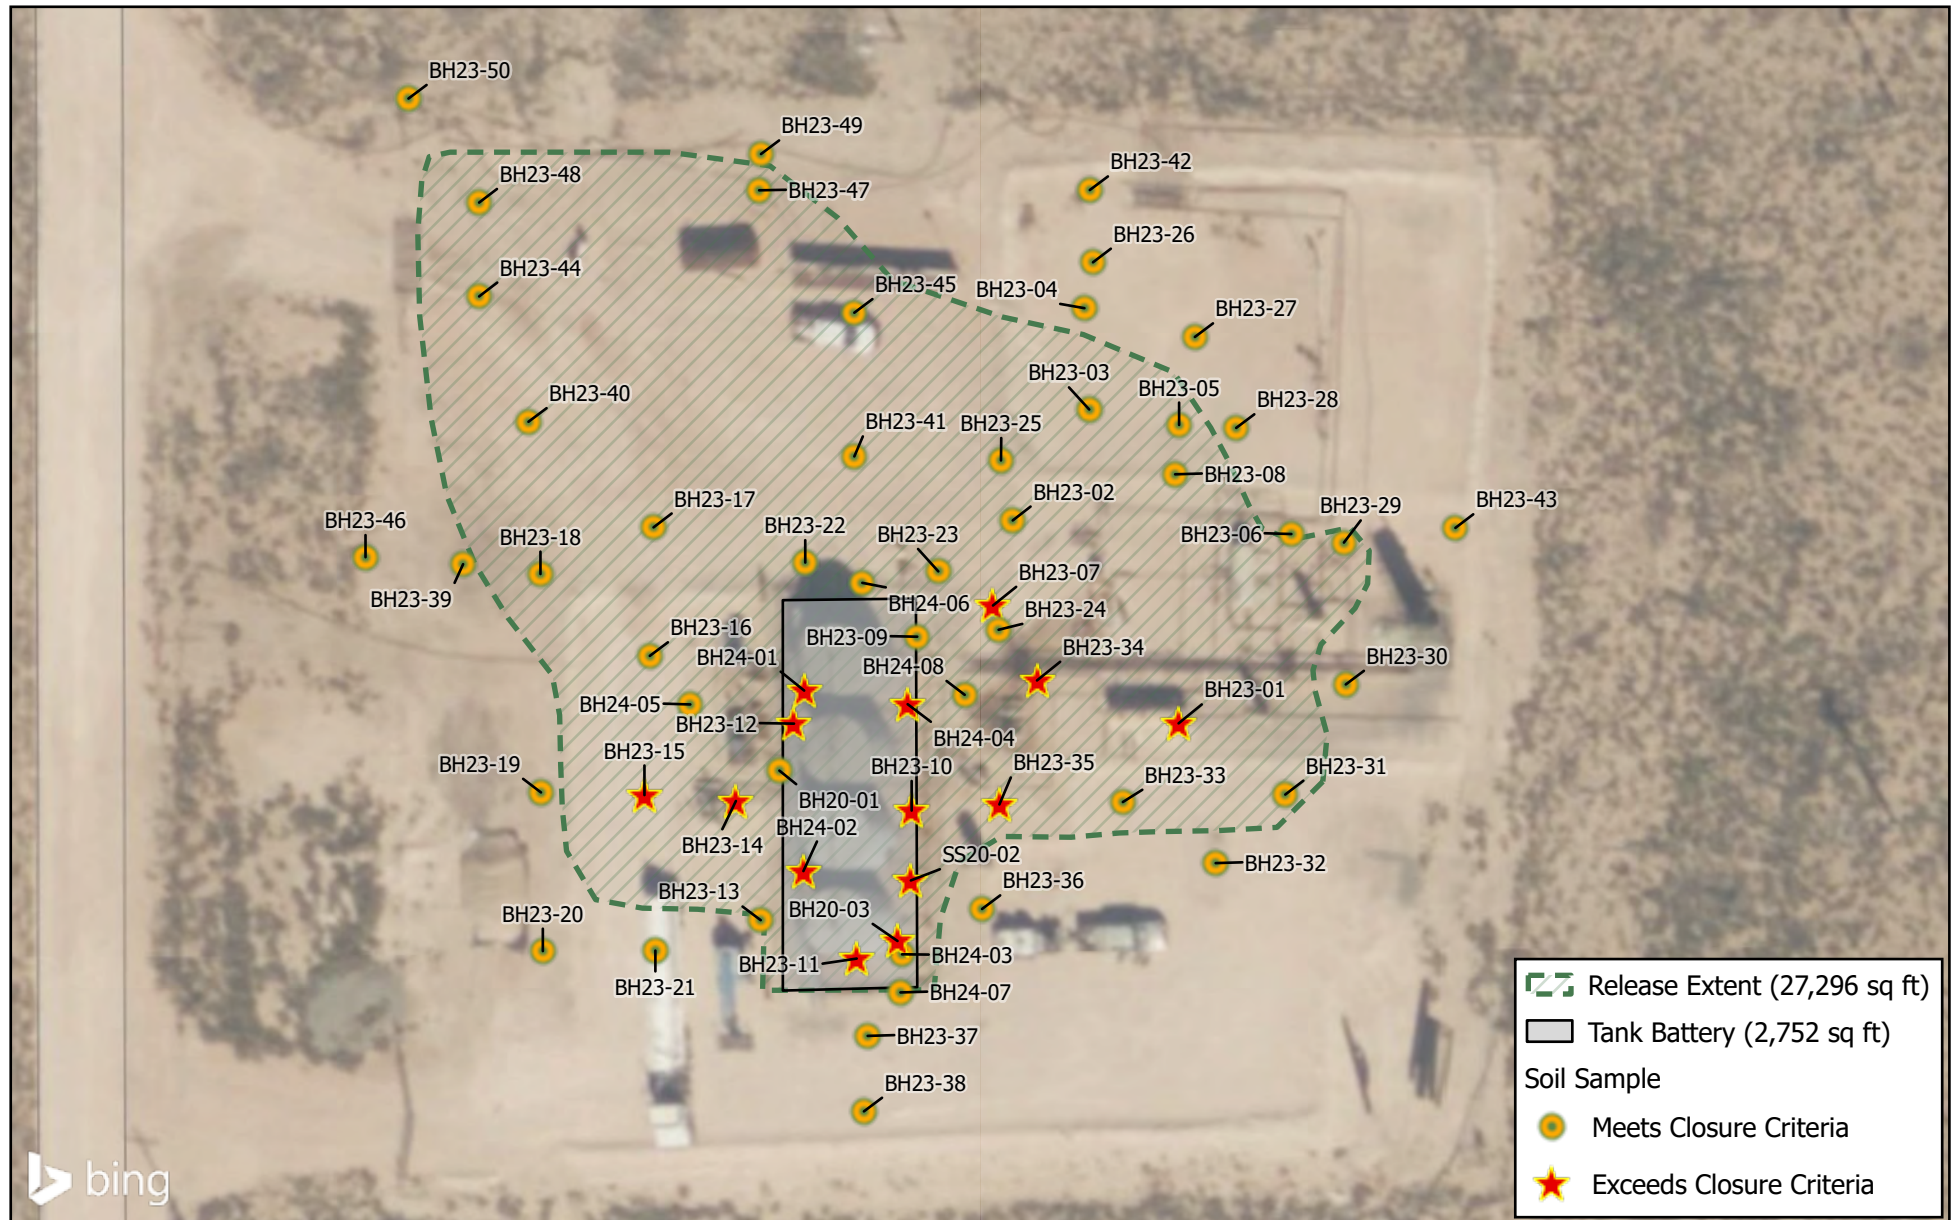 BH23-50
BH23-49
BH23-42
BH23-48
BH23-47
BH23-26
BH23-44
BH23-45
BH23-04
BH23-27
BH23-03
BH23-05
BH23-40
BH23-28
BH23-41
BH23-25
BH23-08
BH23-17
BH23-02
BH23-43
BH23-29
BH23-46
BH23-22
BH23-23
BH23-06
BH23-18
BH23-07
BH23-39
BH24-06
BH23-24
BH23-16
BH23-09
BH23-34
BH24-01
BH24-08
BH23-30
BH23-01
BH24-05
BH23-12
BH24-04
BH23-15
BH23-19
BH23-10
BH23-35
BH23-33
BH23-31
BH20-01
BH24-02
BH23-14
SS20-02
BH23-32
BH23-36
BH23-13
BH20-03
BH23-20
BH24-03
BH23-11
BH23-21
BH24-07
BH23-37
BH23-38
Release Extent (27,296 sq ft)
Tank Battery (2,752 sq ft)
Soil Sample
Meets Closure Criteria
Exceeds Closure Criteria
bing